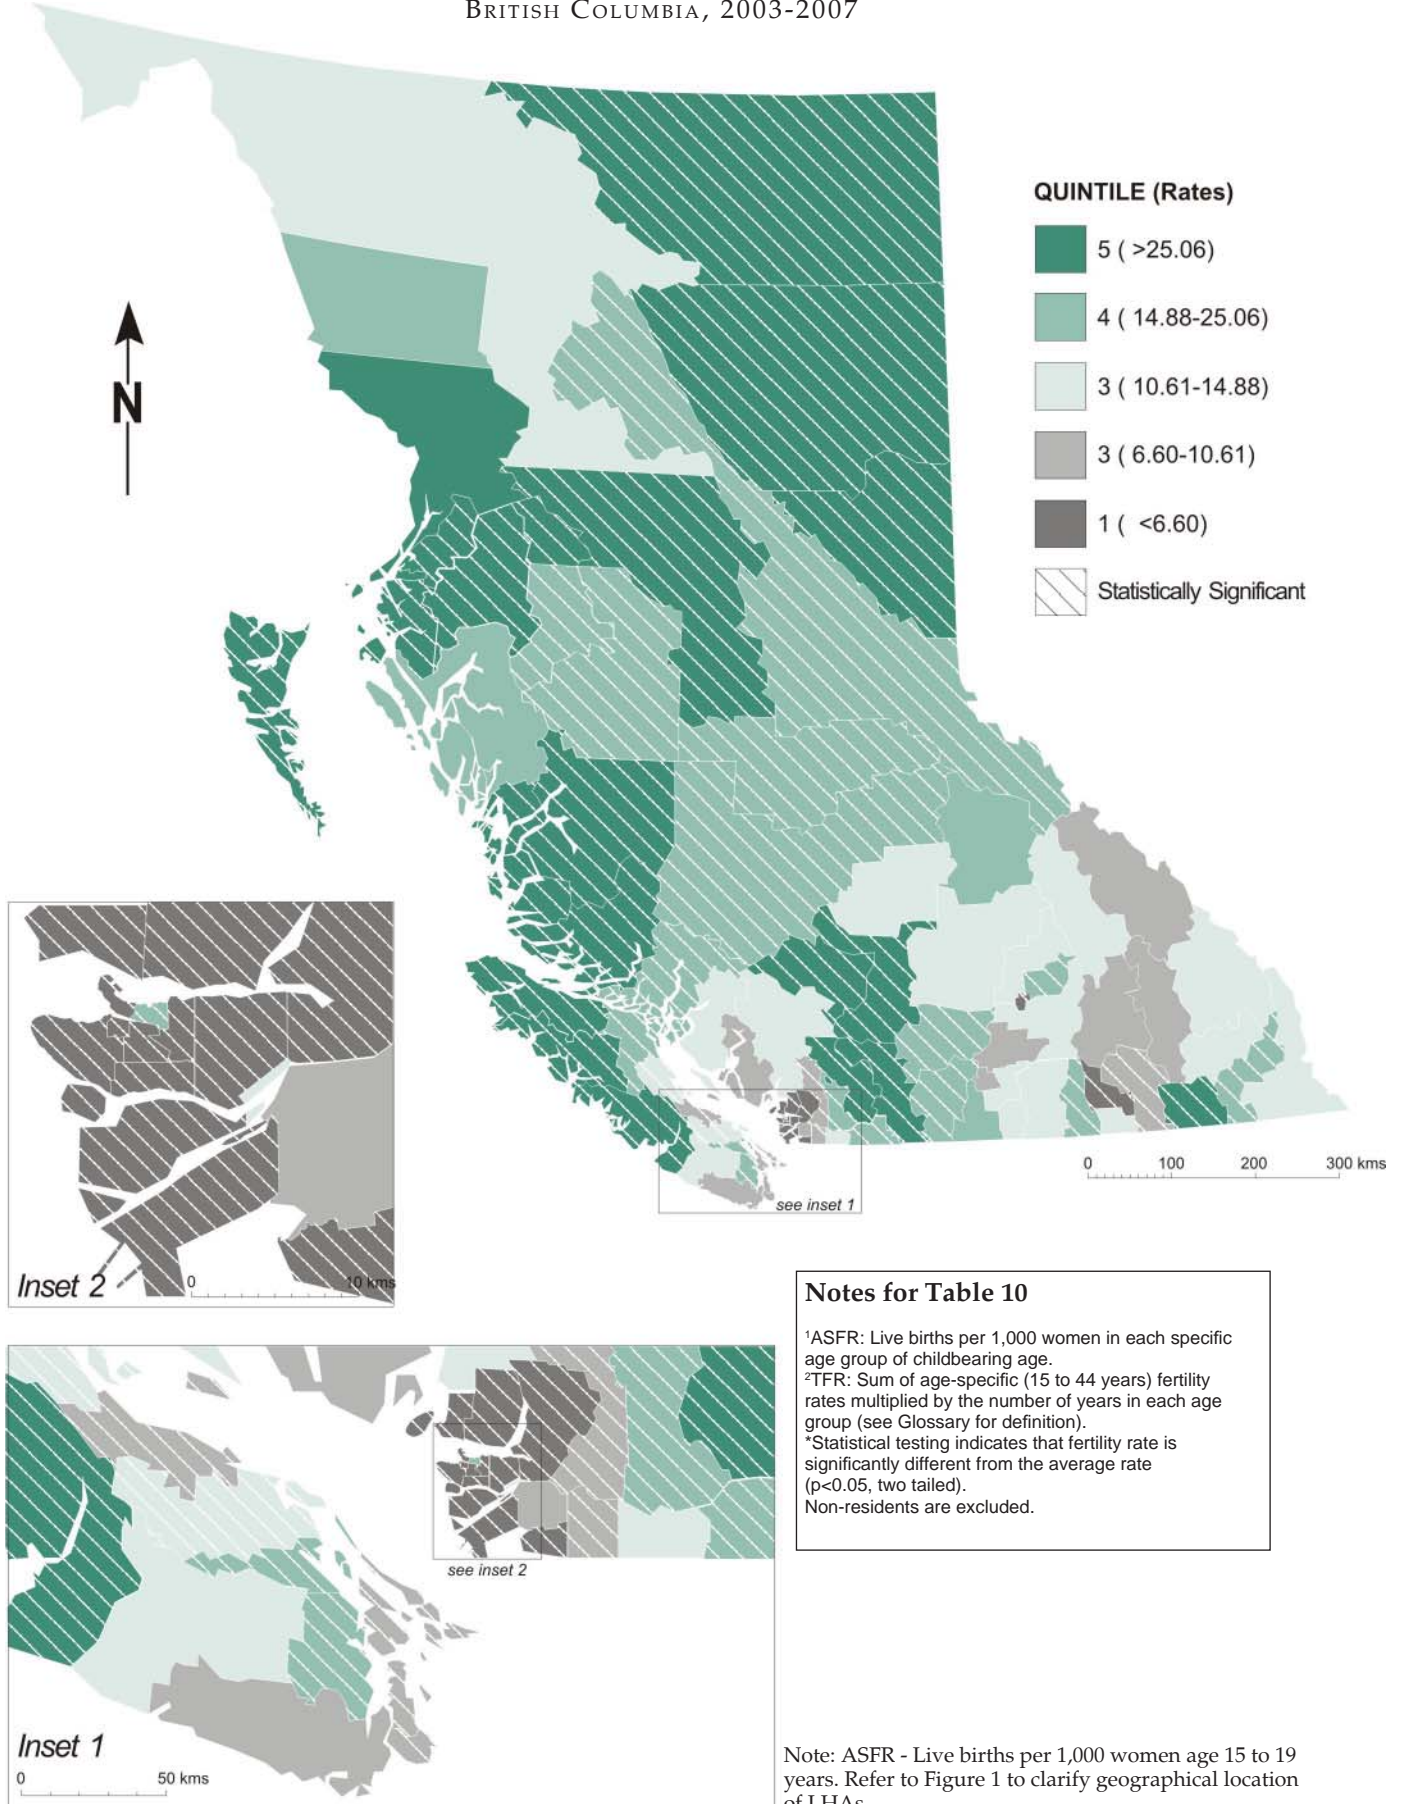 BRITISH COLUMBIA, 2003-2007
QUINTILE (Rates)
5 ( >25.06)
4 ( 14.88-25.06)
3 ( 10.61-14.88)
3 ( 6.60-10.61)
1 ( <6.60)
Statistically Significant
N
0 100 200 300 kms
see inset 1
Inset 2
0 10 kms
Notes for Table 10
¹ASFR: Live births per 1,000 women in each specific
age group of childbearing age.
²TFR: Sum of age-specific (15 to 44 years) fertility
rates multiplied by the number of years in each age
group (see Glossary for definition).
*Statistical testing indicates that fertility rate is
significantly different from the average rate
(p<0.05, two tailed).
Non-residents are excluded.
see inset 2
Inset 1
0 50 kms
Note: ASFR - Live births per 1,000 women age 15 to 19
years. Refer to Figure 1 to clarify geographical location
of LHAs